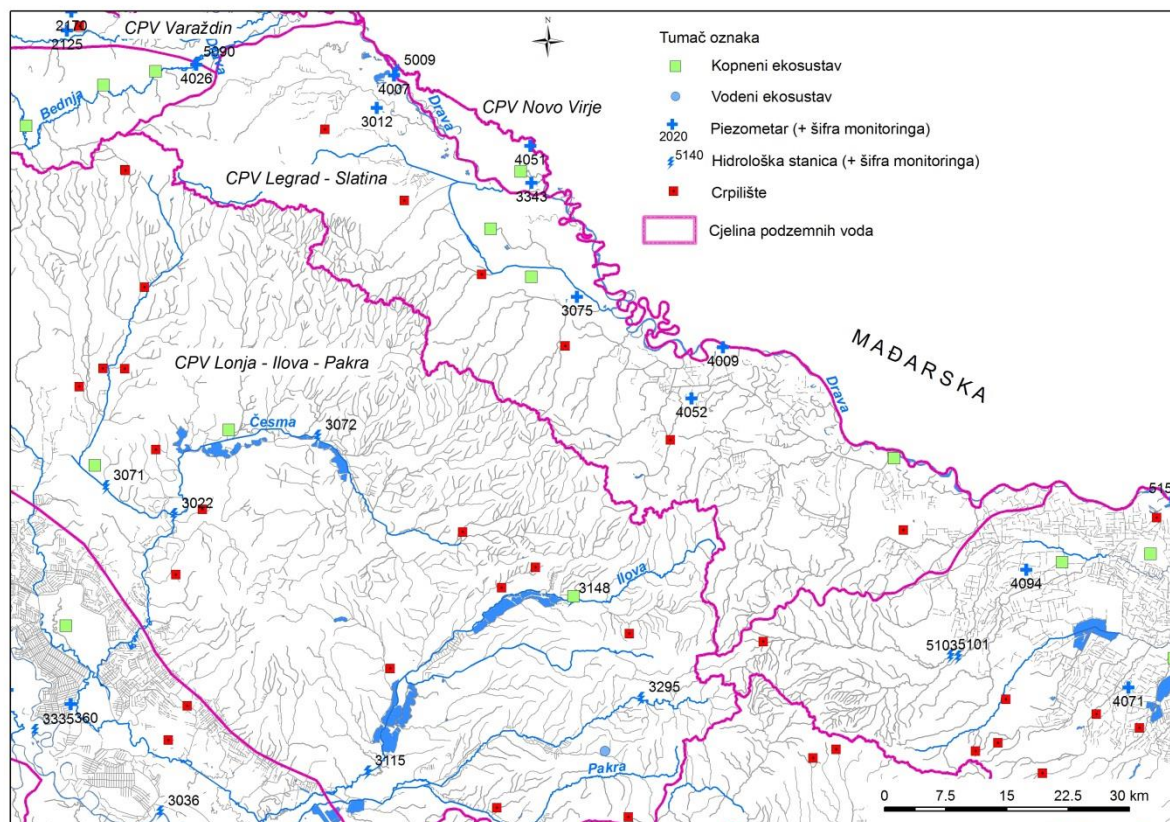 2170
2125
CPV Varaždin
5090
Drava
4026
Bednja
N
5009
4007
3012
Drava
CPV Novo Virje
4051
3343
CPV Legrad - Slatina
3075
4009
4052
MAĐARSKA
Drava
Tumač oznaka
Kopneni ekosustav
Vodeni ekosustav
2020
Piezometar (+ šifra monitoringa)
5140
Hidrološka stanica (+ šifra monitoringa)
Crpilište
Cjelina podzemnih voda
CPV Lonja - Ilova - Pakra
Česma
3072
3071
3022
Ilova
3148
515
4094
51035101
4071
3335360
3295
3115
Pakra
3036
0 7.5 15 22.5 30 km